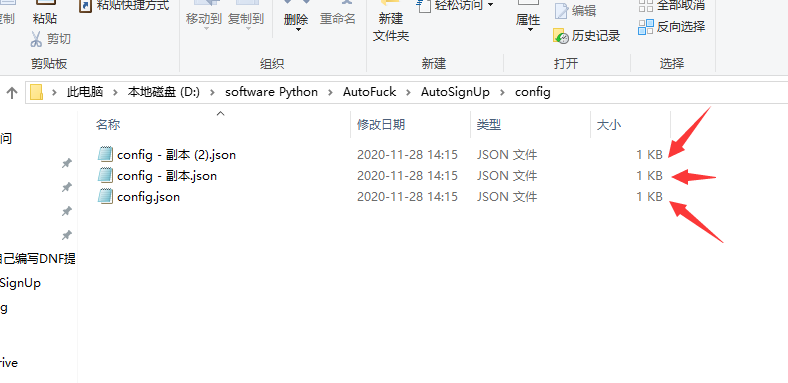 粘贴 粘贴快捷方式 移动到 复制到 删除 重命名 新建 文件夹 轻松访问 属性 编辑 全部取消
剪切 历史记录 反向选择
剪贴板 组织 新建 打开 选择
此电脑 本地磁盘 (D:) software Python AutoFuck AutoSignUp config
名称 修改日期 类型 大小
config - 副本 (2).json 2020-11-28 14:15 JSON 文件 1 KB
config - 副本.json 2020-11-28 14:15 JSON 文件 1 KB
config.json 2020-11-28 14:15 JSON 文件 1 KB
问
自己编写DNF提
SignUp
g
rive